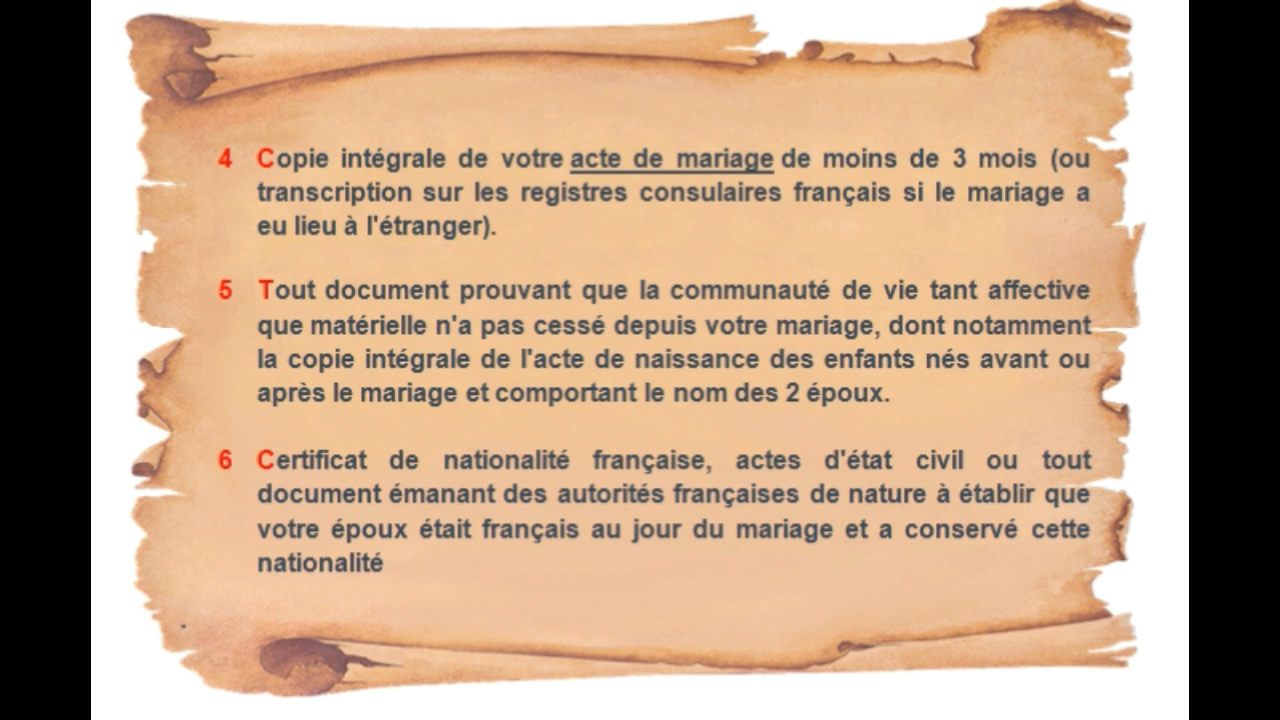 4 Copie intégrale de votre acte de mariage de moins de 3 mois (ou
transcription sur les registres consulaires français si le mariage a
eu lieu à l'étranger).
5 Tout document prouvant que la communauté de vie tant affective
que matérielle n'a pas cessé depuis votre mariage, dont notamment
la copie intégrale de l'acte de naissance des enfants nés avant ou
après le mariage et comportant le nom des 2 époux.
6 Certificat de nationalité française, actes d'état civil ou tout
document émanant des autorités françaises de nature à établir que
votre époux était français au jour du mariage et a conservé cette
nationalité